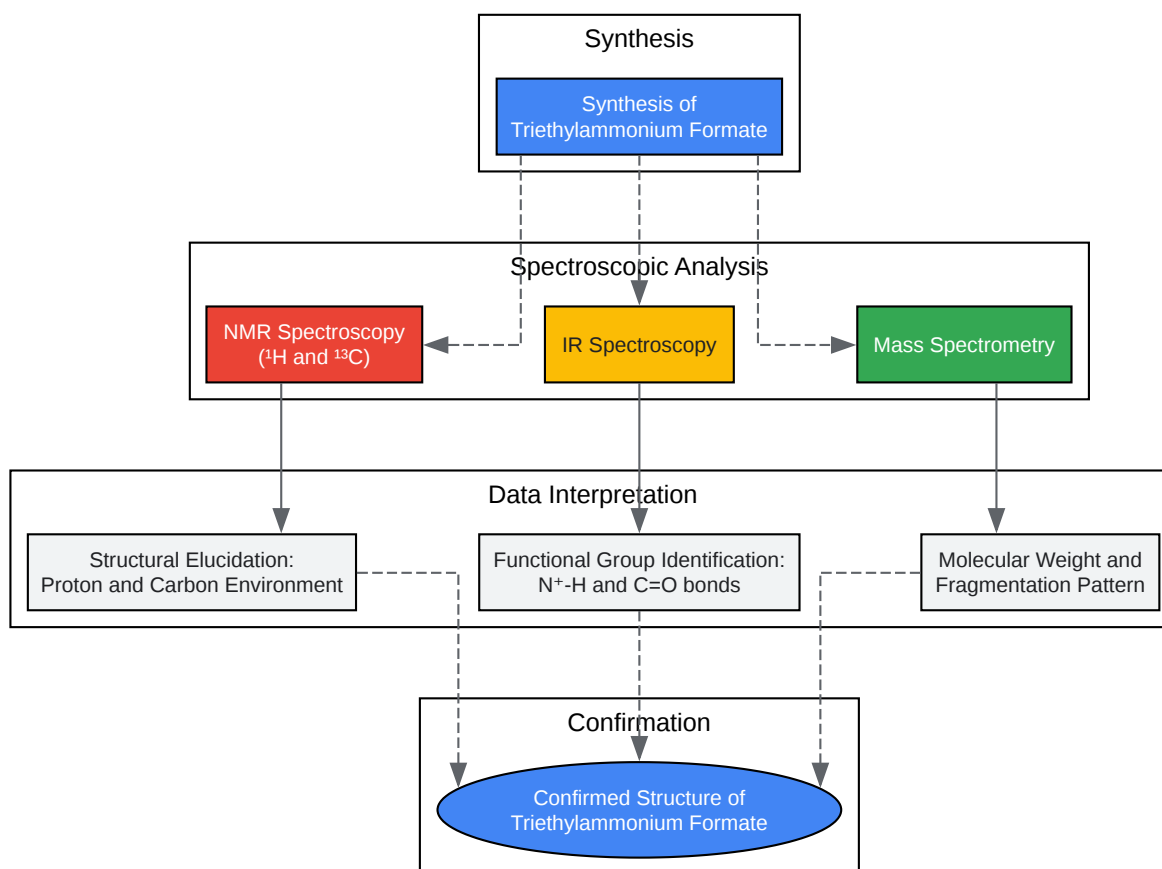 Synthesis
Synthesis of
Triethylammonium Formate
Spectroscopic Analysis
NMR Spectroscopy
(¹H and ¹³C)
IR Spectroscopy
Mass Spectrometry
Data Interpretation
Structural Elucidation:
Proton and Carbon Environment
Functional Group Identification:
N⁺-H and C=O bonds
Molecular Weight and
Fragmentation Pattern
Confirmation
Confirmed Structure of
Triethylammonium Formate